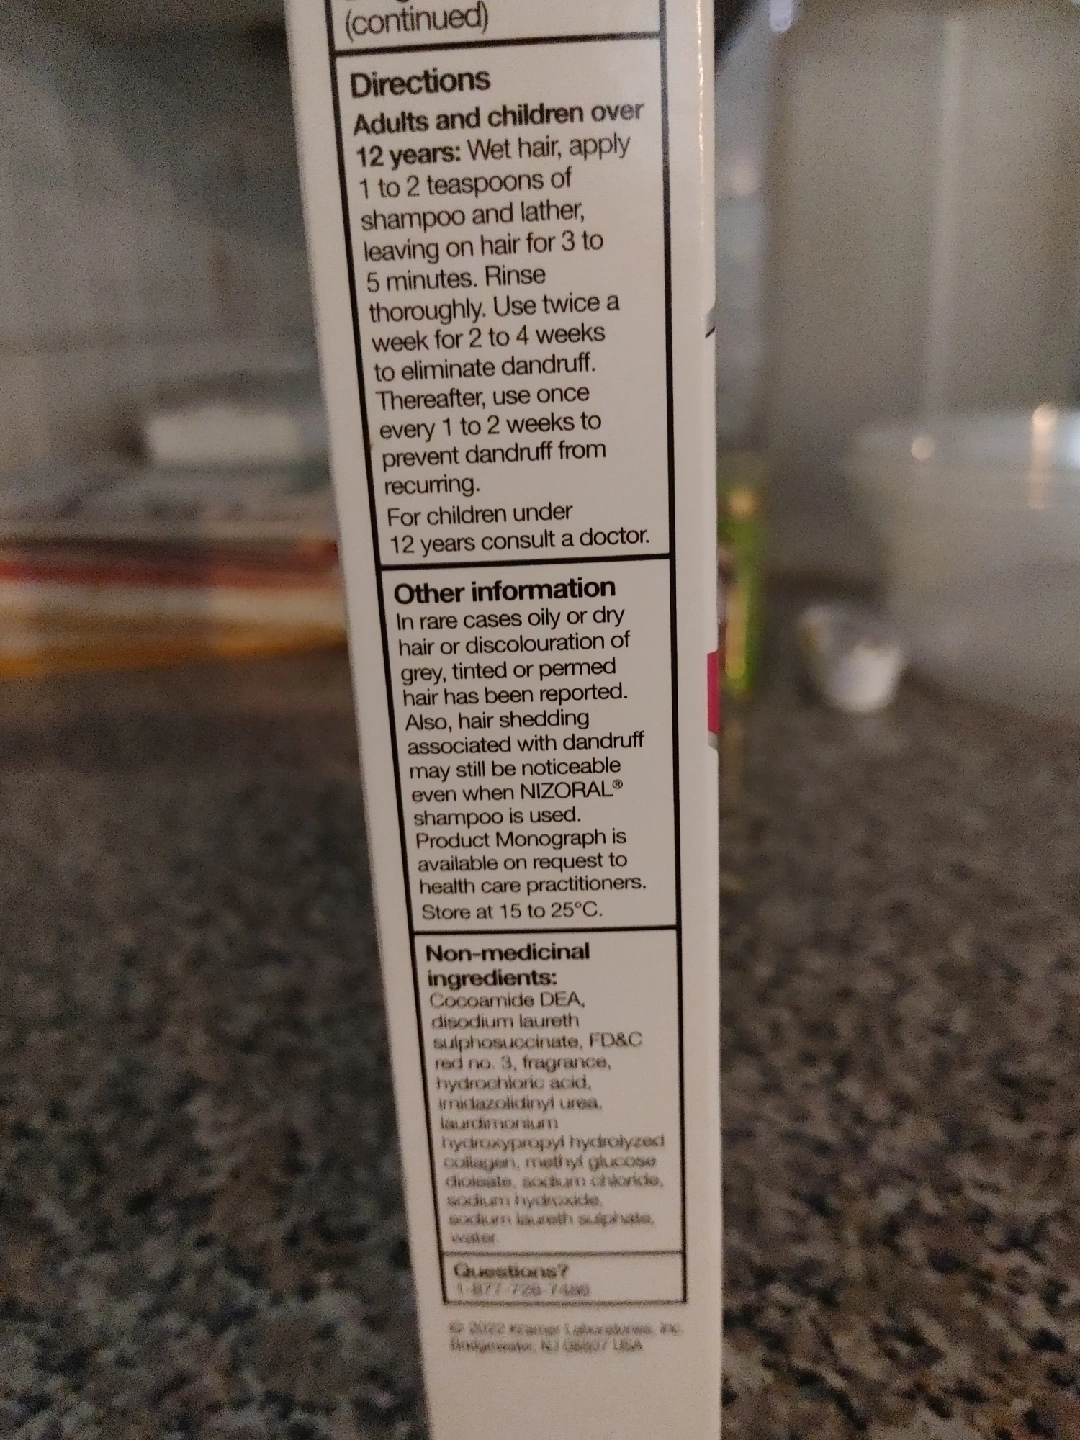 (continued)
Directions
Adults and children over
12 years: Wet hair, apply
1 to 2 teaspoons of
shampoo and lather,
leaving on hair for 3 to
5 minutes. Rinse
thoroughly. Use twice a
week for 2 to 4 weeks
to eliminate dandruff.
Thereafter, use once
every 1 to 2 weeks to
prevent dandruff from
recurring.
For children under
12 years consult a doctor.
Other information
In rare cases oily or dry
hair or discolouration of
grey, tinted or permed
hair has been reported.
Also, hair shedding
associated with dandruff
may still be noticeable
even when NIZORAL®
shampoo is used.
Product Monograph is
available on request to
health care practitioners.
Store at 15 to 25°C.
Non-medicinal
ingredients:
Cocoamide DEA,
disodium laureth
sulphosuccinate, FD&C
red no. 3, fragrance,
hydrochloric acid,
imidazolidinyl urea,
laurdimonium
hydroxypropyl hydrolyzed
collagen, methyl glucose
dioleate, sodium chloride,
sodium hydroxide,
sodium laureth sulphate,
water
Questions?
© 2022 Laboratories, Inc.
USA